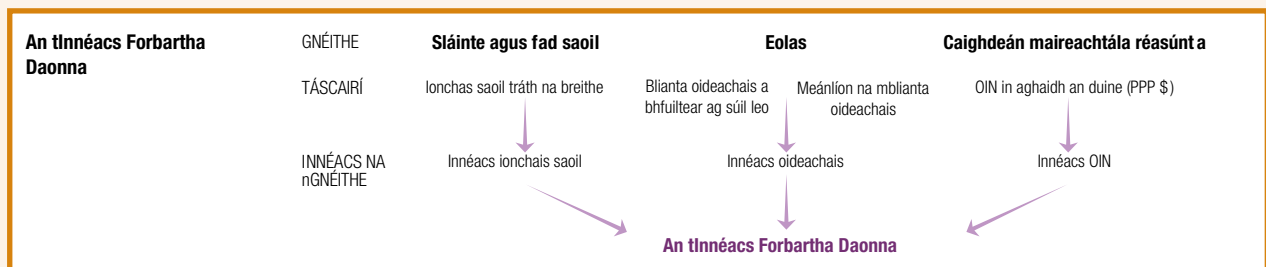 An tInnéacs Forbartha
Daonna
GNÉITHE
Sláinte agus fad saoil
Eolas
Caighdeán maireachtála réasúnta
TÁSCAIRÍ
Ionchas saoil tráth na breithe
Blianta oideachais a
bhfuiltear ag súil leo
Meánlíon na mblianta
oideachais
OIN in aghaidh an duine (PPP $)
INNÉACS NA
nGNÉITHE
Innéacs ionchais saoil
Innéacs oideachais
Innéacs OIN
An tInnéacs Forbartha Daonna